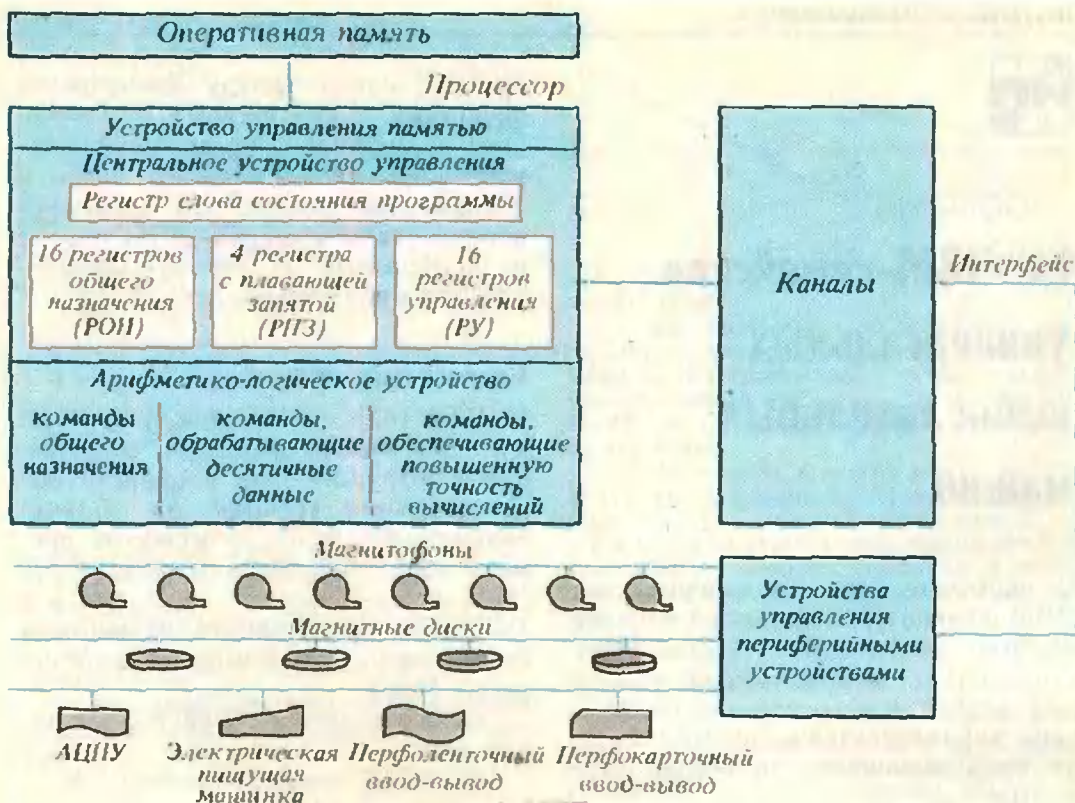 Оперативная память
Процессор
Устройство управления памятью
Центральное устройство управления
Регистр слова состояния программы
16 регистров
общего
назначения
(РОН)
4 регистра
с плавающей
запятой
(РПЗ)
16
регистров
управления
(РУ)
Арифметико-логическое устройство
команды
общего
назначения
команды,
обрабатывающие
десятичные
данные
команды,
обеспечивающие
повышенную
точность
вычислений
Каналы
Интерфейс
Магнитофоны
Магнитные диски
Устройства
управления
периферийными
устройствами
АЦПУ
Электрическая
пишущая
машинка
Перфоленточный
ввод-вывод
Перфокарточный
ввод-вывод